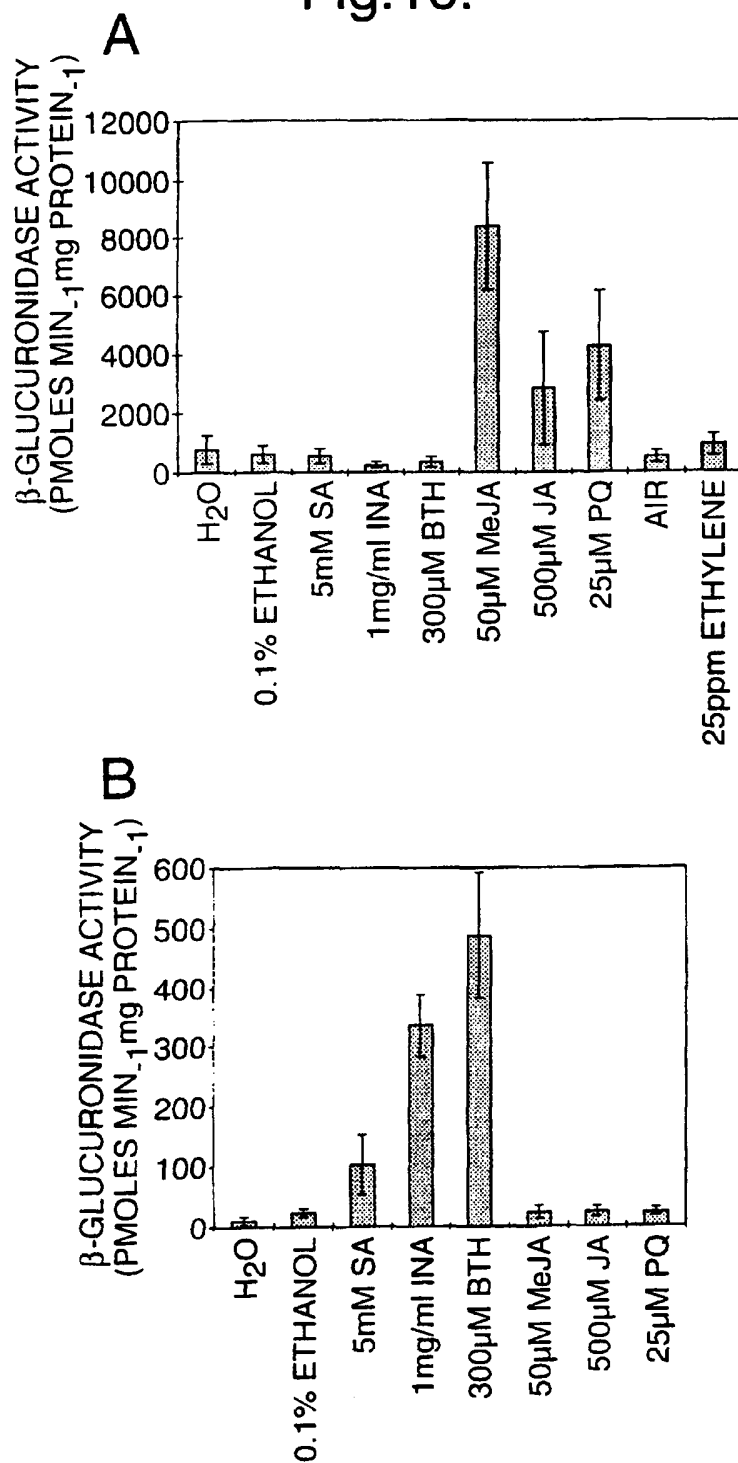 A
β-GLUCURONIDASE ACTIVITY
(PMOLES MIN-1mg PROTEIN-1)
12000
10000
8000
6000
4000
2000
0
H2O
0.1% ETHANOL
5mM SA
1mg/ml INA
300µM BTH
50µM MeJA
500µM JA
25µM PQ
AIR
25ppm ETHYLENE
B
β-GLUCURONIDASE ACTIVITY
(PMOLES MIN-1mg PROTEIN-1)
600
500
400
300
200
100
0
H2O
0.1% ETHANOL
5mM SA
1mg/ml INA
300µM BTH
50µM MeJA
500µM JA
25µM PQ